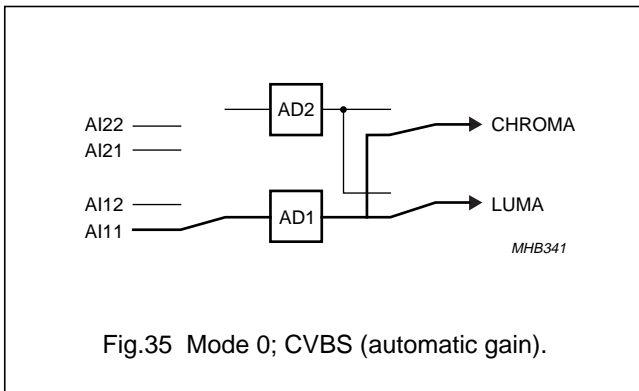 AD2
CHROMA
AI22
AI21
AI12
AD1
LUMA
AI11
MHB341
Fig.35 Mode 0; CVBS (automatic gain).